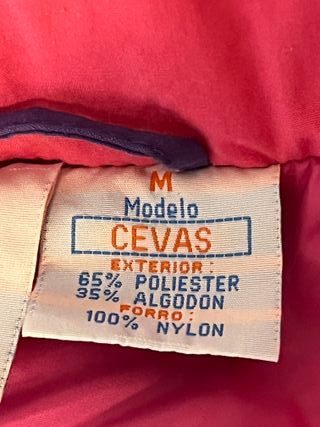 M
Modelo
CEVAS
EXTERIOR:
65% POLIESTER
35% ALGODON
FORRO:
100% NYLON